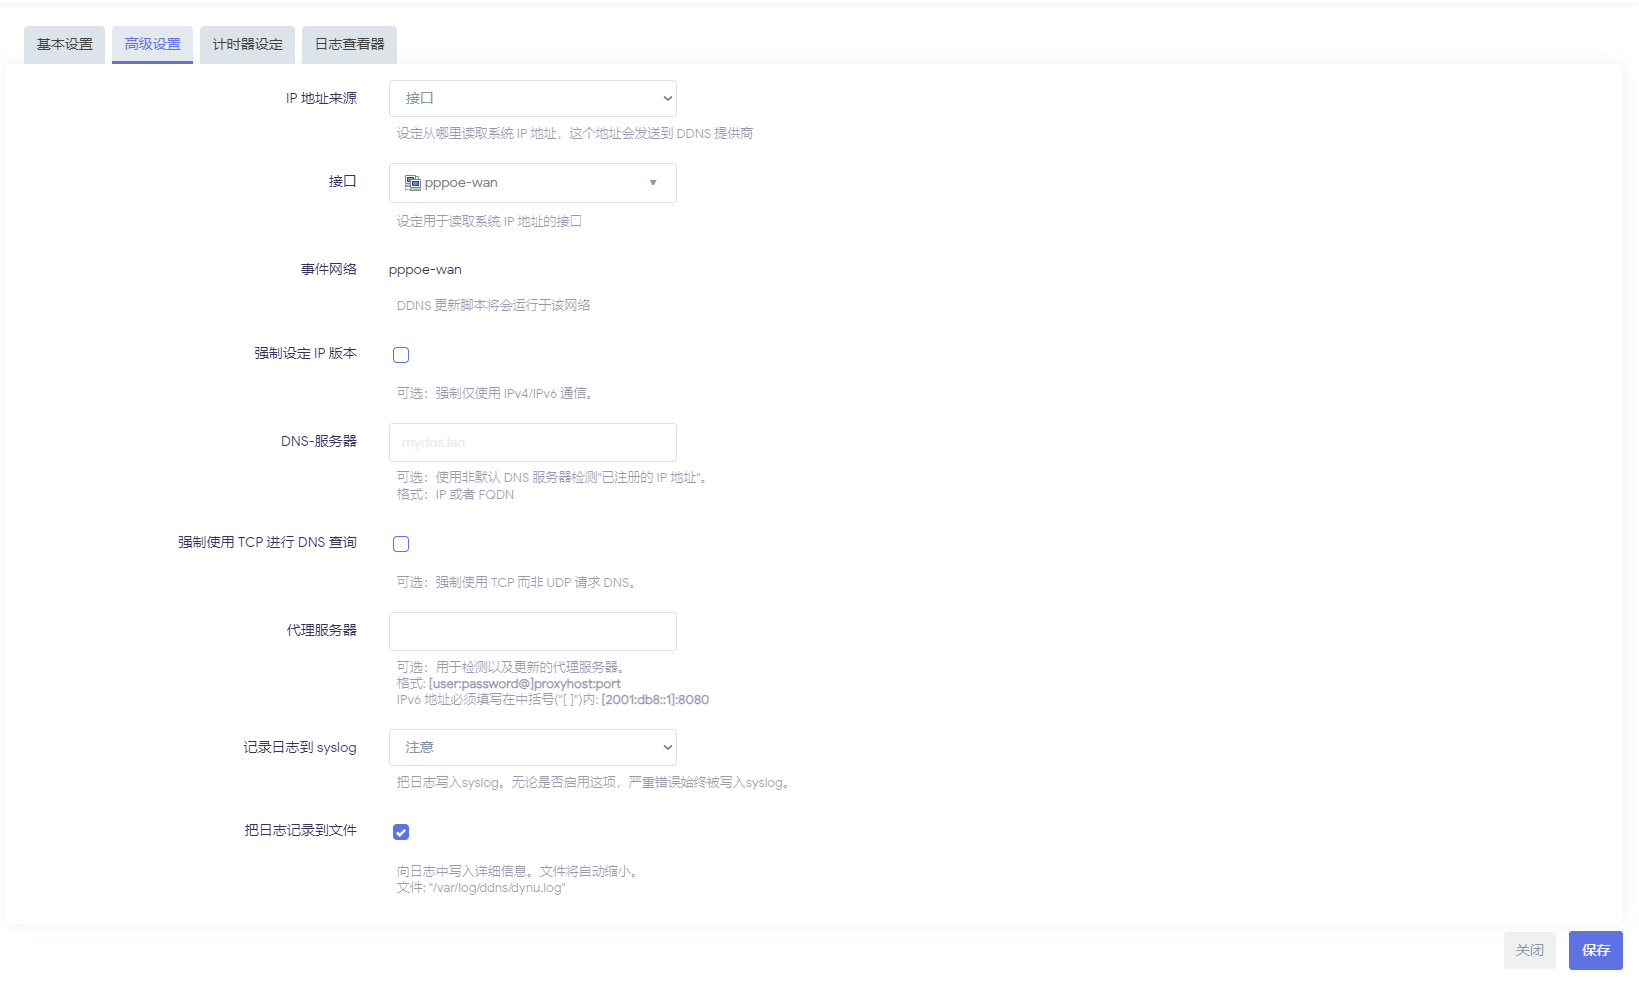 基本设置
高级设置
计时器设定
日志查看器
IP 地址来源
接口
设定从哪里读取系统 IP 地址，这个地址会发送到 DDNS 提供商
接口
pppoe-wan
设定用于读取系统 IP 地址的接口
事件网络
pppoe-wan
DDNS 更新脚本将会运行于该网络
强制设定 IP 版本
可选：强制仅使用 IPv4/IPv6 通信。
DNS-服务器
mydns.lan
可选：使用非默认 DNS 服务器检测"已注册的 IP 地址"。
格式：IP 或者 FQDN
强制使用 TCP 进行 DNS 查询
可选：强制使用 TCP 而非 UDP 请求 DNS。
代理服务器
可选：用于检测以及更新的代理服务器。
格式: [user:password@]proxyhost:port
IPv6 地址必须填写在中括号("[ ]")内: [2001:db8::1]:8080
记录日志到 syslog
注意
把日志写入syslog。无论是否启用这项，严重错误始终被写入syslog。
把日志记录到文件
向日志中写入详细信息。文件将自动缩小。
文件: "/var/log/ddns/dynu.log"
关闭
保存